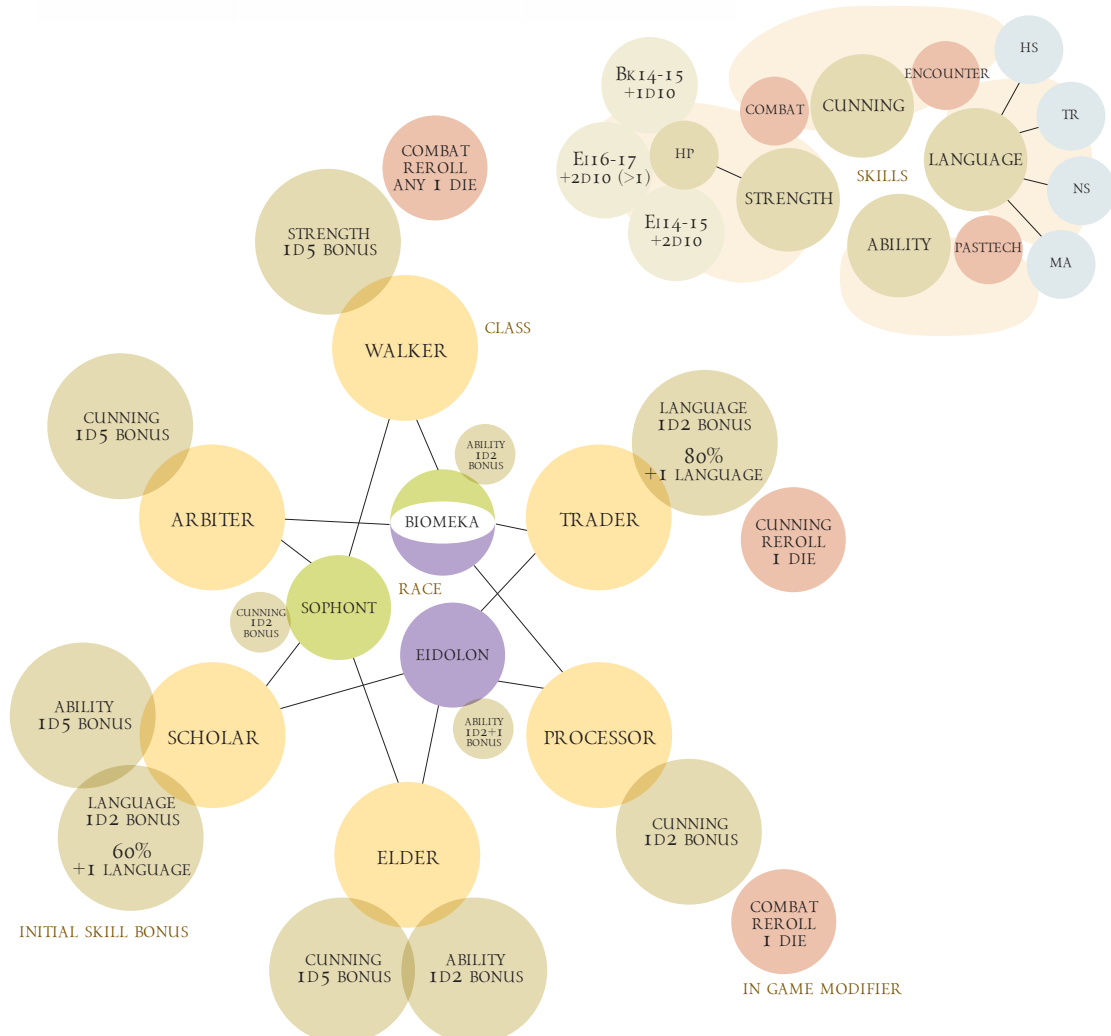 BK14-15
+1D10
HS
ENCOUNTER
COMBAT
CUNNING
TR
EI16-17
+2D10 (>1)
HP
LANGUAGE
SKILLS
NS
STRENGTH
EI14-15
+2D10
ABILITY
PASTTECH
MA
COMBAT
REROLL
ANY 1 DIE
STRENGTH
1D5 BONUS
CLASS
WALKER
CUNNING
1D5 BONUS
LANGUAGE
1D2 BONUS
80%
+1 LANGUAGE
ABILITY
1D2
BONUS
ARBITER
BIOMEKA
TRADER
CUNNING
REROLL
1 DIE
RACE
SOPHONT
CUNNING
1D2
BONUS
EIDOLON
ABILITY
1D5 BONUS
SCHOLAR
ABILITY
1D2+1
BONUS
PROCESSOR
LANGUAGE
1D2 BONUS
60%
+1 LANGUAGE
CUNNING
1D2 BONUS
ELDER
INITIAL SKILL BONUS
COMBAT
REROLL
1 DIE
CUNNING
1D5 BONUS
ABILITY
1D2 BONUS
IN GAME MODIFIER